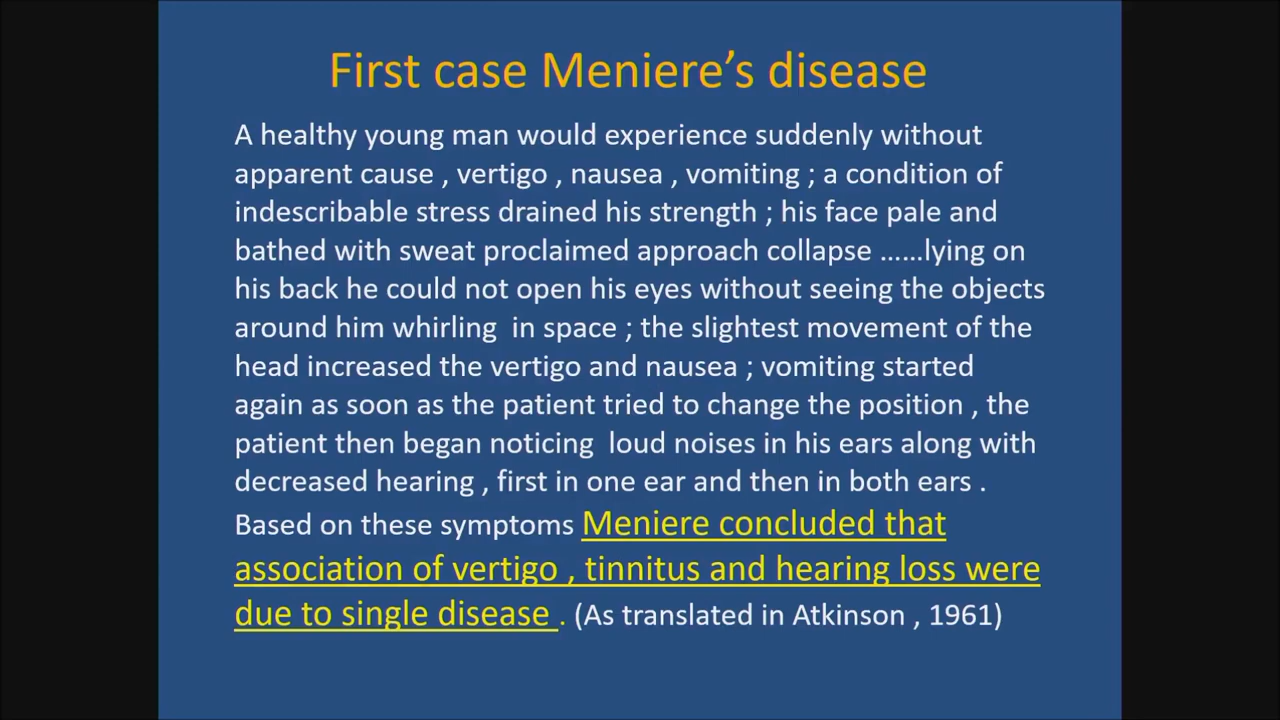 First case Meniere’s disease
A healthy young man would experience suddenly without
apparent cause , vertigo , nausea , vomiting ; a condition of
indescribable stress drained his strength ; his face pale and
bathed with sweat proclaimed approach collapse ……lying on
his back he could not open his eyes without seeing the objects
around him whirling  in space ; the slightest movement of the
head increased the vertigo and nausea ; vomiting started
again as soon as the patient tried to change the position , the
patient then began noticing  loud noises in his ears along with
decreased hearing , first in one ear and then in both ears .
Based on these symptoms Meniere concluded that
association of vertigo , tinnitus and hearing loss were
due to single disease . (As translated in Atkinson , 1961)